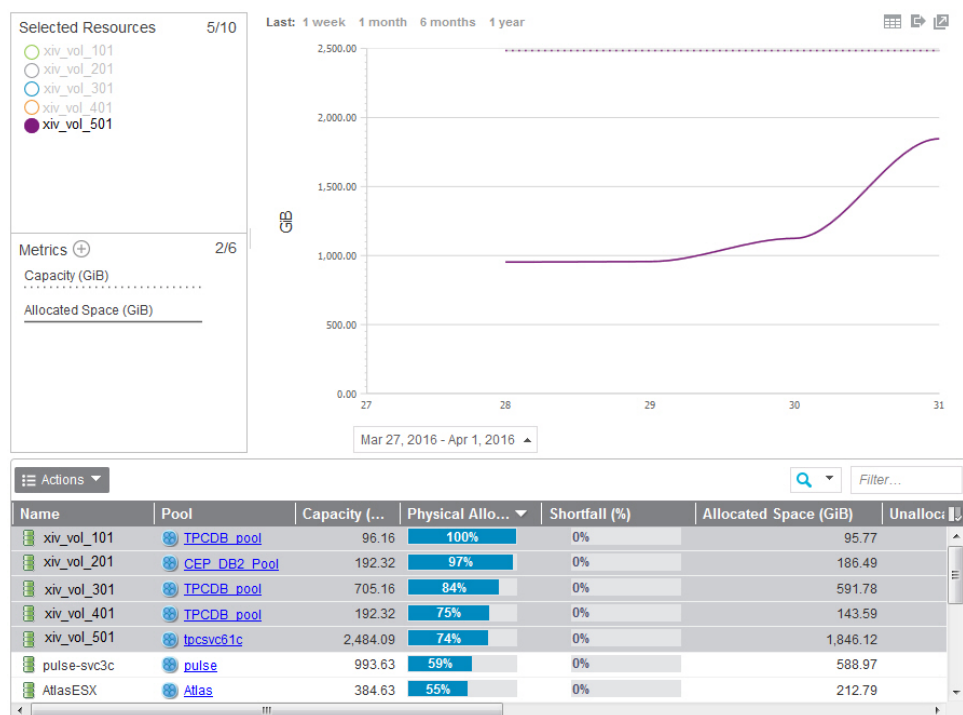 Selected Resources 5/10
xiv_vol_101
xiv_vol_201
xiv_vol_301
xiv_vol_401
xiv_vol_501
Metrics 2/6
Capacity (GiB)
Allocated Space (GiB)
Last: 1 week 1 month 6 months 1 year
2,500.00
2,000.00
1,500.00
1,000.00
500.00
0.00
GiB
27 28 29 30 31
Mar 27, 2016 - Apr 1, 2016
Actions
Filter...
Name Pool Capacity (... Physical Allo... Shortfall (%) Allocated Space (GiB) Unalloca
xiv_vol_101 TPCDB_pool 96.16 100% 0% 95.77
xiv_vol_201 CEP_DB2_Pool 192.32 97% 0% 186.49
xiv_vol_301 TPCDB_pool 705.16 84% 0% 591.78
xiv_vol_401 TPCDB_pool 192.32 75% 0% 143.59
xiv_vol_501 tpcsvc61c 2,484.09 74% 0% 1,846.12
pulse-svc3c pulse 993.63 59% 0% 588.97
AtlasESX Atlas 384.63 55% 0% 212.79